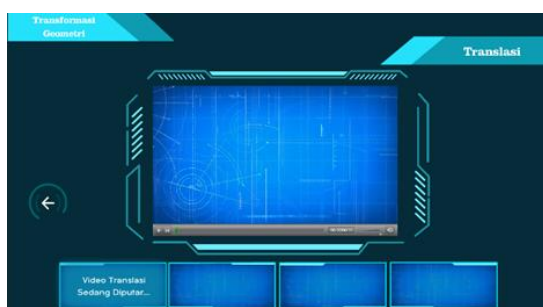 Transformasi
Geometri
Translasi
Video Translasi
Sedang Diputar...